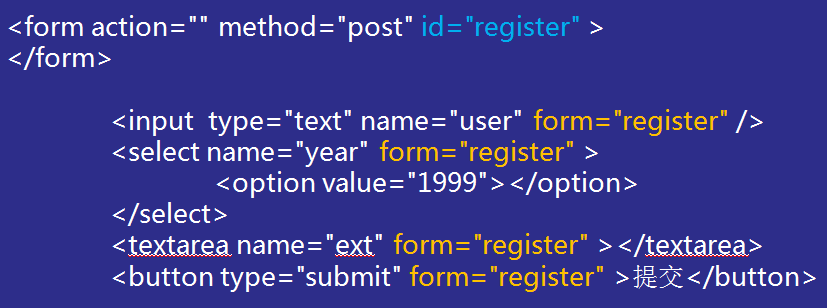 <form action="" method="post" id="register" >
</form>
<input  type="text" name="user" form="register" />
<select name="year" form="register" >
<option value="1999"></option>
</select>
<textarea name="ext" form="register" ></textarea>
<button type="submit" form="register" >提交</button>